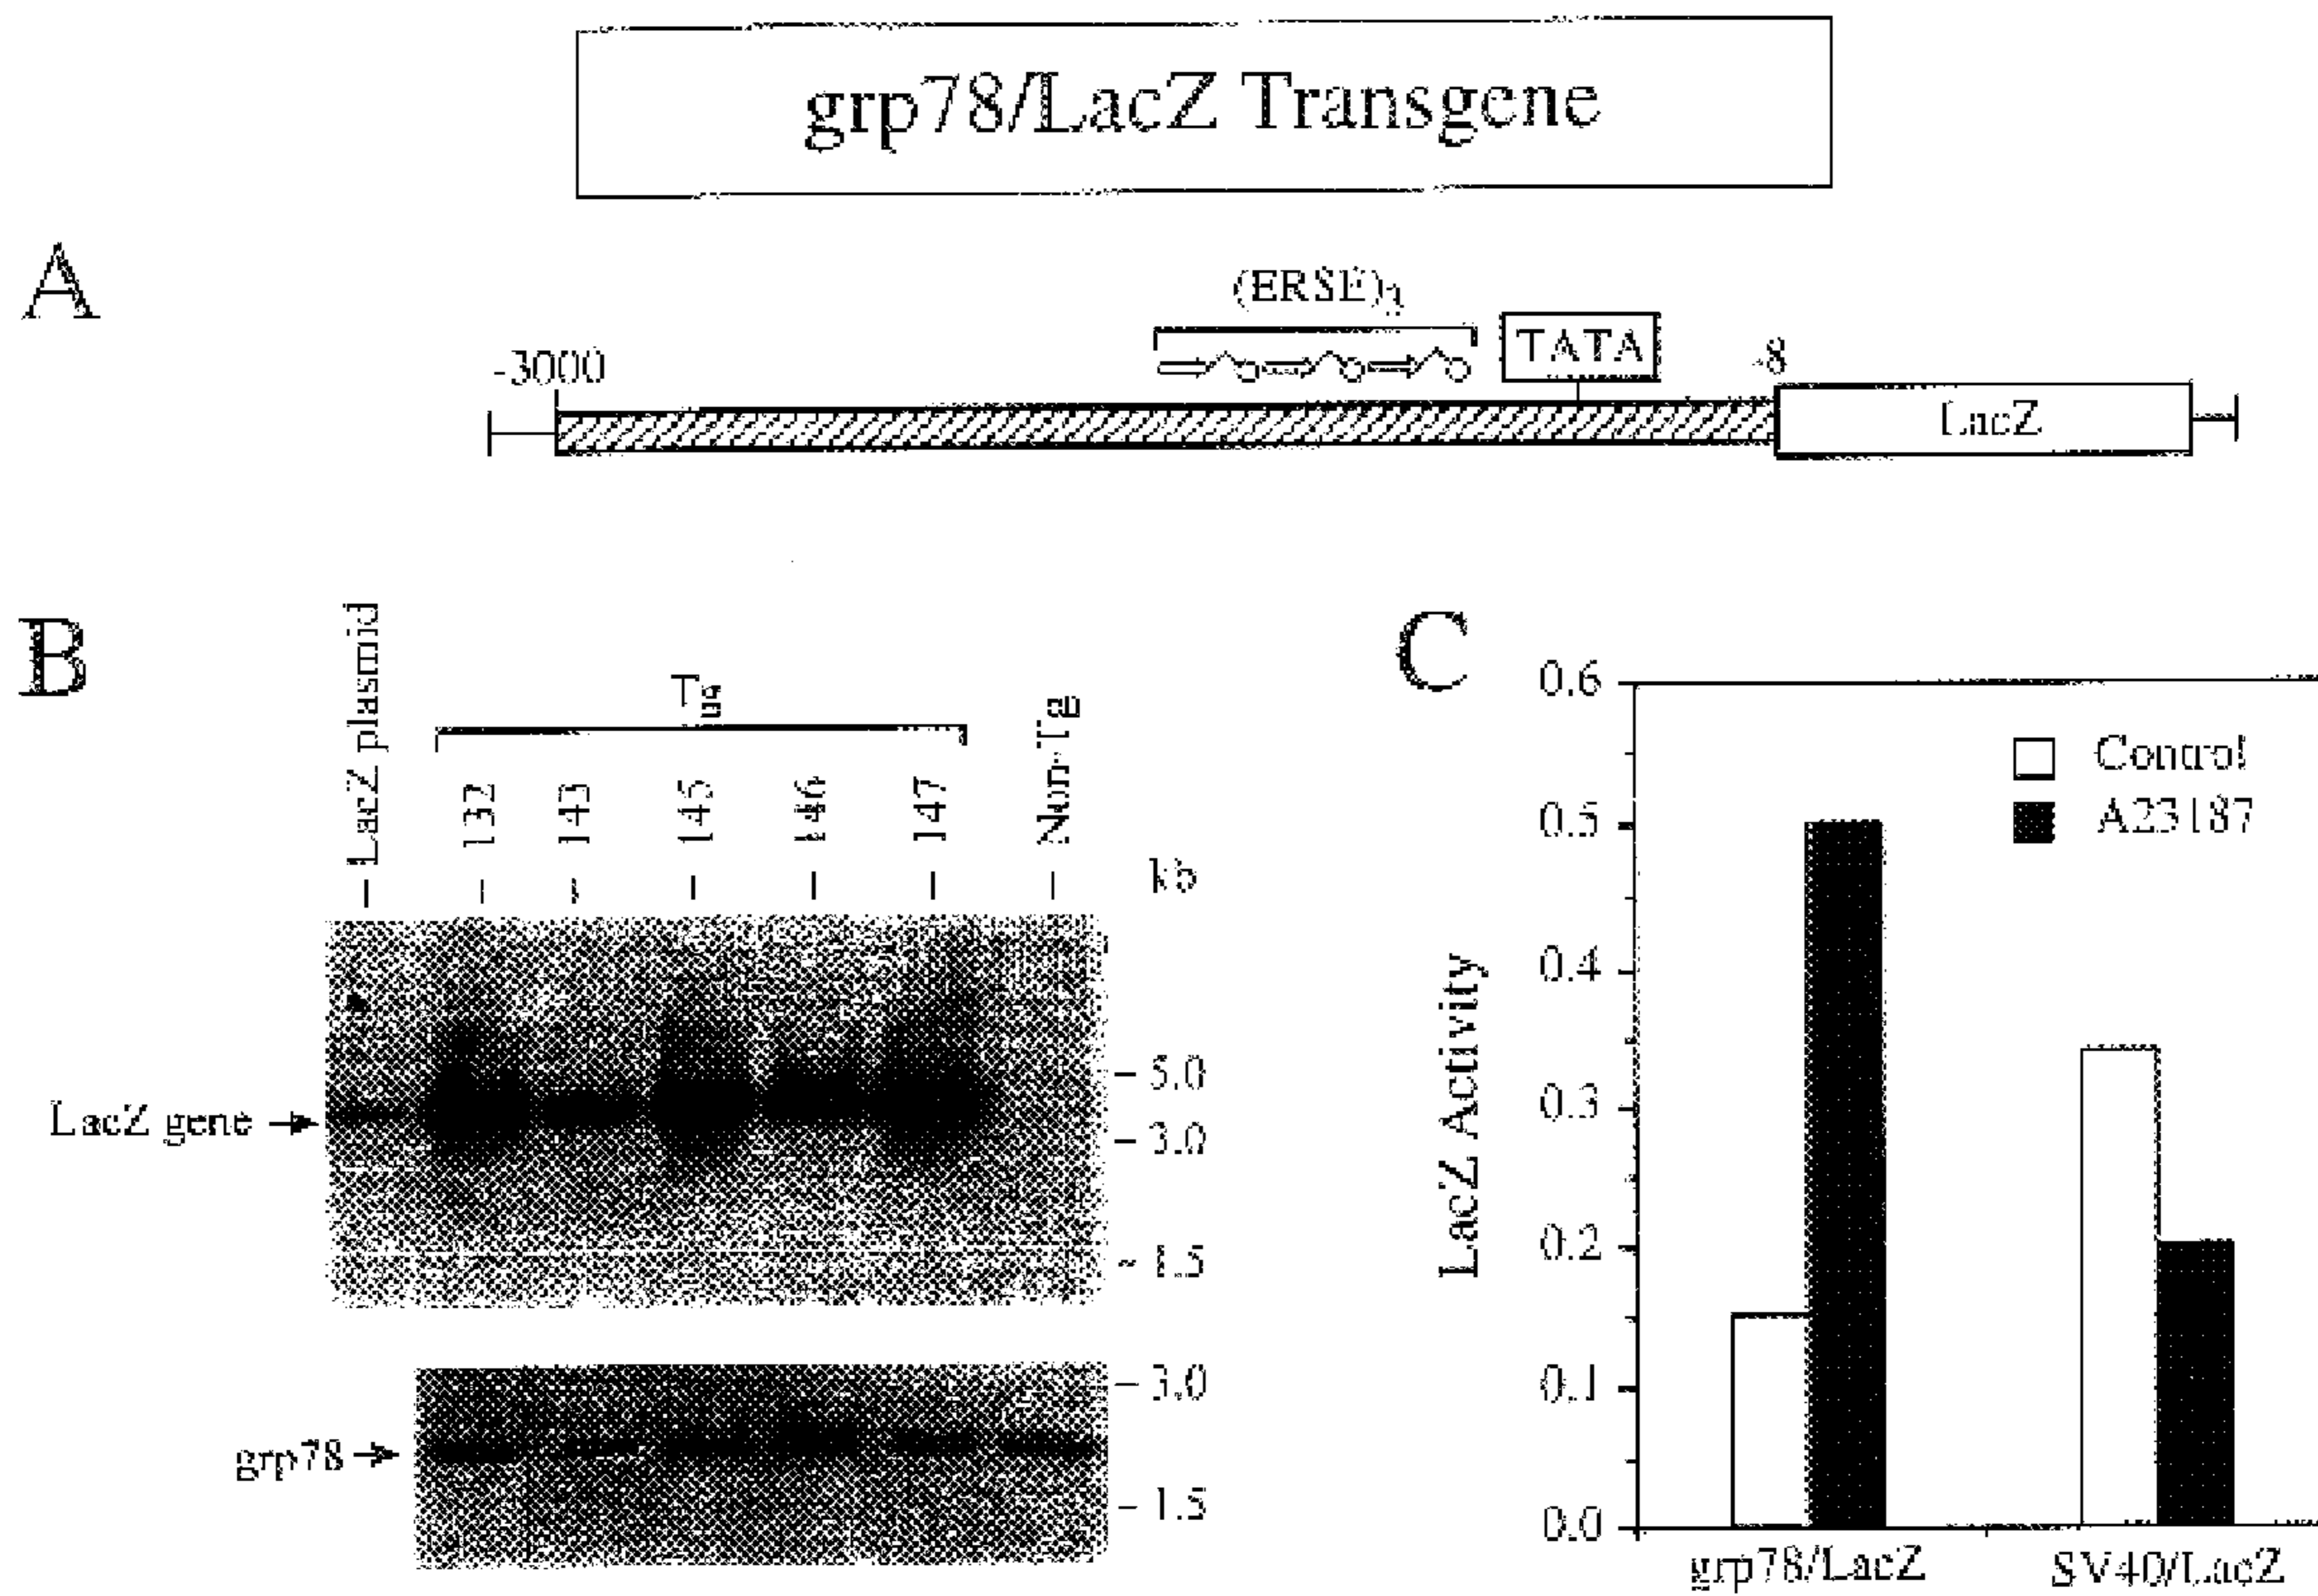 grp78/LacZ Transgene
A
(ERSE)3
-3000
TATA
-8
LacZ
B
LacZ plasmid
Tg
132
143
145
146
147
Non-Tg
kb
5.0
LacZ gene
3.0
1.5
3.0
grp78
1.5
C
0.6
Control
0.5
A23187
0.4
LacZ Activity
0.3
0.2
0.1
0.0
grp78/LacZ
SV40/LacZ